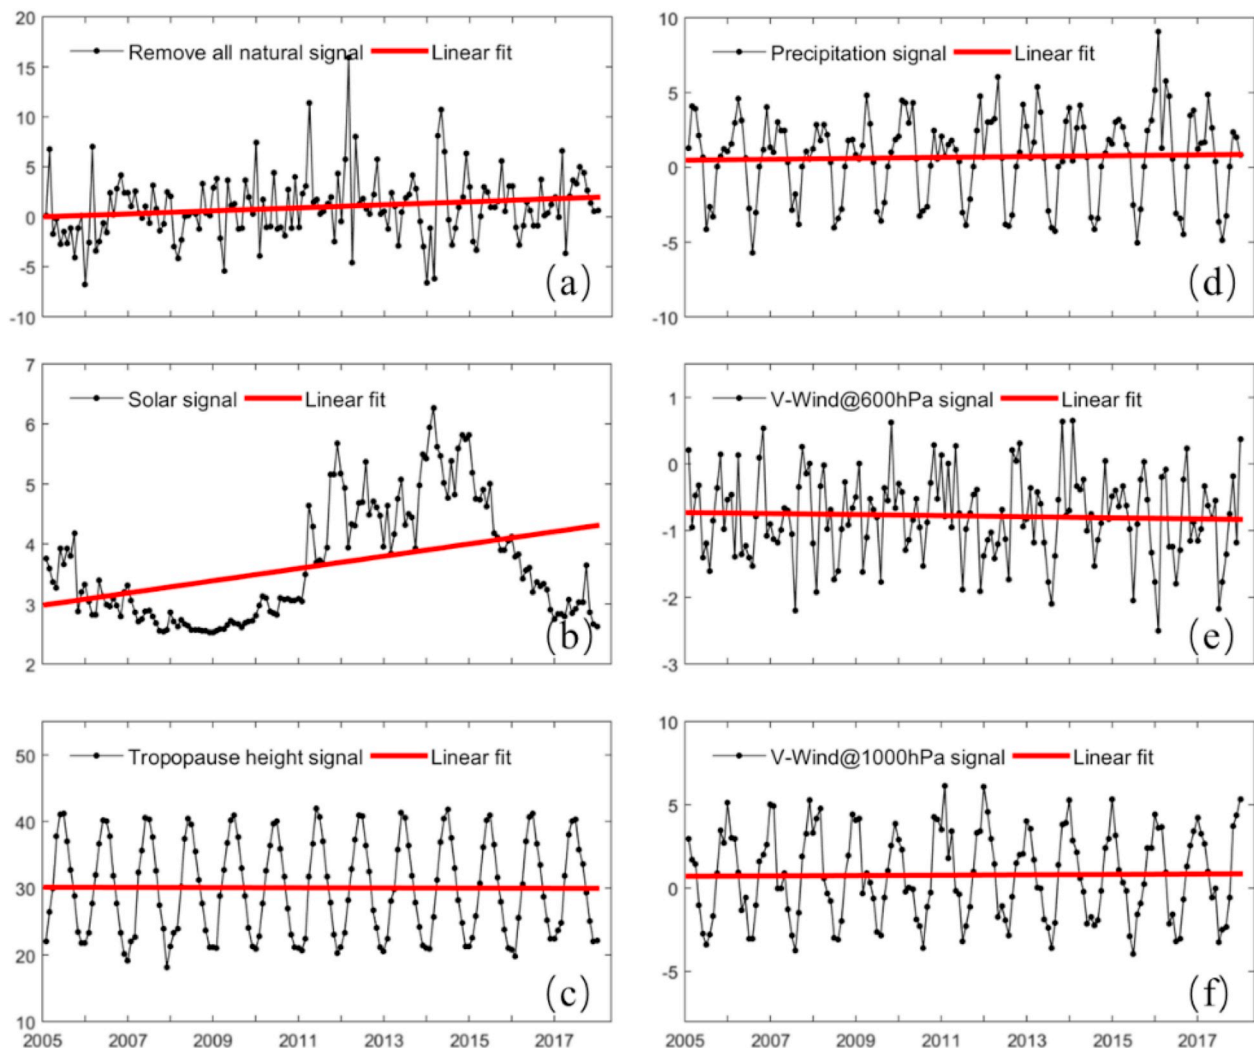 20
15
10
5
0
-5
-10
Remove all natural signal Linear fit
(a)
10
5
0
-5
-10
Precipitation signal Linear fit
(d)
7
6
5
4
3
2
Solar signal Linear fit
(b)
1
0
-1
-2
-3
V-Wind@600hPa signal Linear fit
(e)
50
40
30
20
10
Tropopause height signal Linear fit
(c)
2005 2007 2009 2011 2013 2015 2017
10
5
0
-5
V-Wind@1000hPa signal Linear fit
(f)
2005 2007 2009 2011 2013 2015 2017